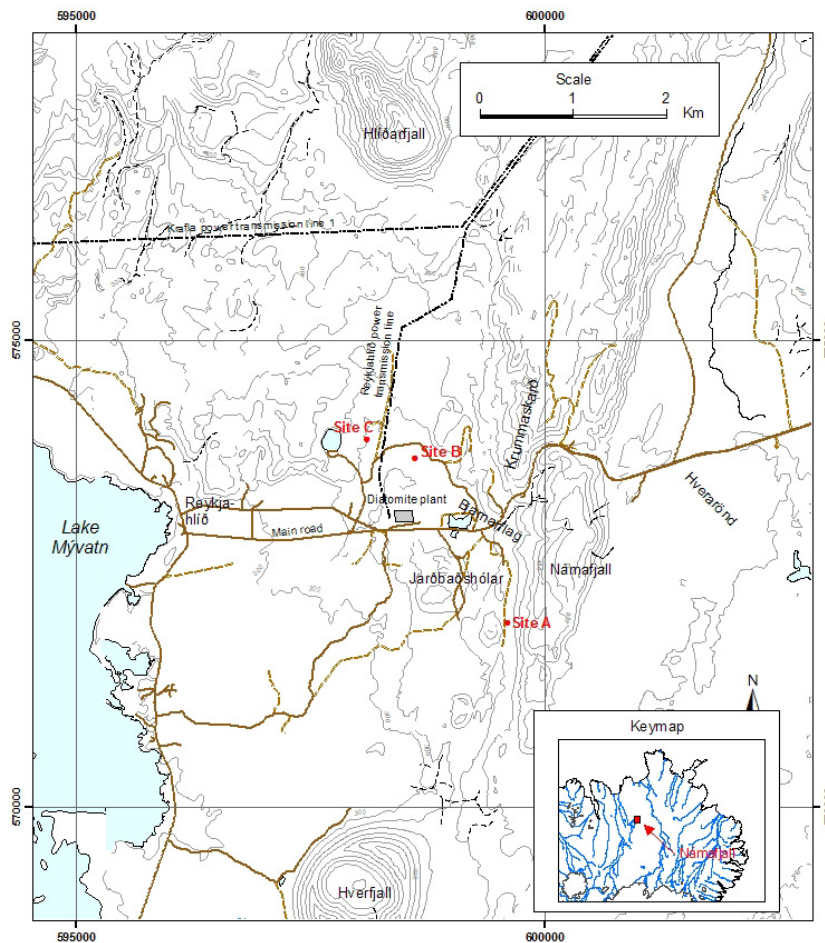 595000
600000
Scale
0 1 2
Km
Hlíðarfjall
Krafla power transmission line 1
575000
Reykjahlíð power
transmission line
Site C
Site B
Krummaskarð
Reykja-
hlíð
Diatomite plant
Bjarnarflag
Hverarönd
Lake
Mývatn
Main road
Jarðbaðshólar
Námafjall
Site A
N
Keymap
Námafjall
570000
Hverfjall
595000
600000